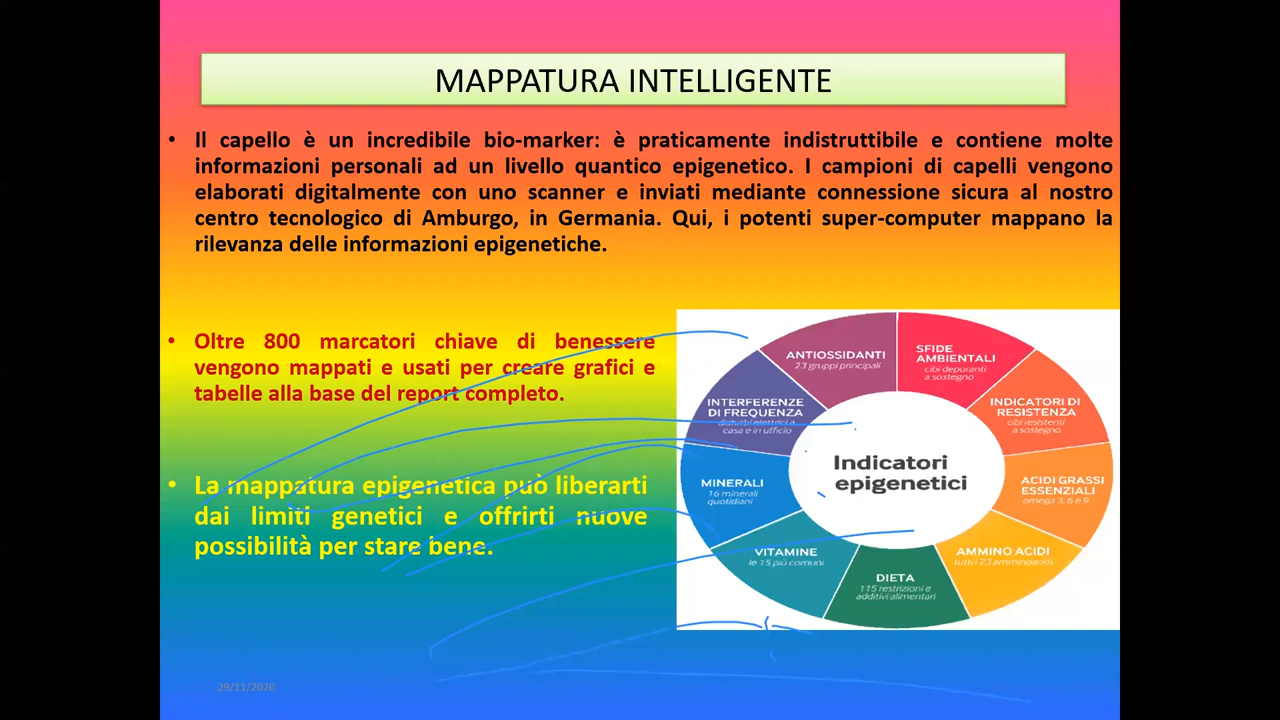 MAPPATURA INTELLIGENTE
• Il capello è un incredibile bio-marker: è praticamente indistruttibile e contiene molte
informazioni personali ad un livello quantico epigenetico. I campioni di capelli vengono
elaborati digitalmente con uno scanner e inviati mediante connessione sicura al nostro
centro tecnologico di Amburgo, in Germania. Qui, i potenti super-computer mappano la
rilevanza delle informazioni epigenetiche.
• Oltre 800 marcatori chiave di benessere
vengono mappati e usati per creare grafici e
tabelle alla base del report completo.
• La mappatura epigenetica può liberarti
dai limiti genetici e offrirti nuove
possibilità per stare bene.
Indicatori
epigenetici
ANTIOSSIDANTI
23 gruppi principali
SFIDE
AMBIENTALI
cibi depuranti
a sostegno
INDICATORI DI
RESISTENZA
cibi resistenti
a sostegno
ACIDI GRASSI
ESSENZIALI
omega 3, 6 e 9
AMMINO ACIDI
tutti i 23 amminoacidi
DIETA
115 restrizioni e
additivi alimentari
VITAMINE
le 15 più comuni
MINERALI
16 minerali
quotidiani
INTERFERENZE
DI FREQUENZA
disturbi elettrici a
casa e in ufficio
29/11/2020